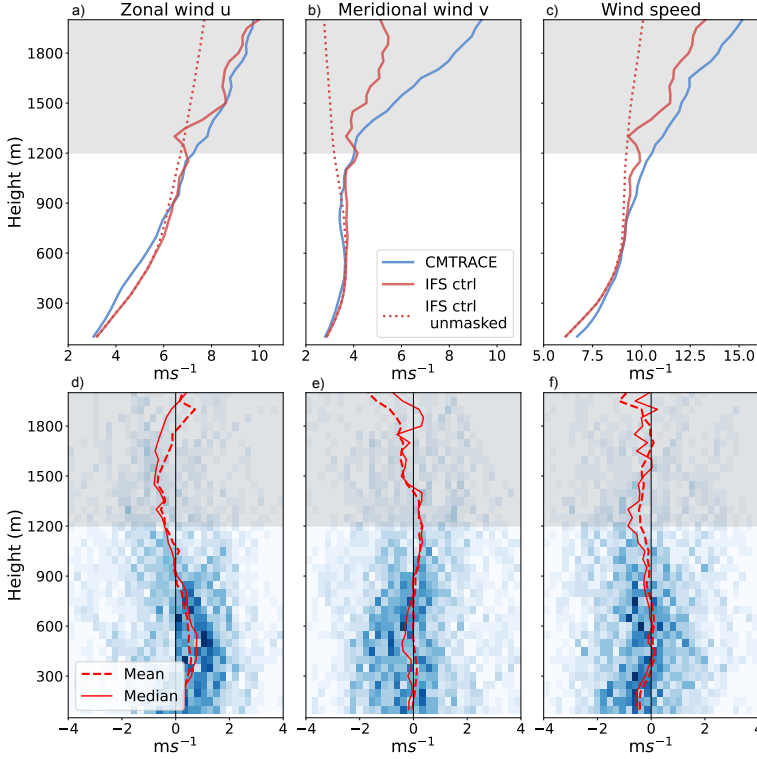 Zonal wind u
Meridional wind v
Wind speed
a)
b)
c)
Height (m)
1800
1500
1200
900
600
300
CMTRACE
IFS ctrl
IFS ctrl
unmasked
2 4 6 8 10
2 4 6 8 10
5.0 7.5 10.0 12.5 15.0
ms⁻¹
ms⁻¹
ms⁻¹
d)
e)
f)
Height (m)
1800
1500
1200
900
600
300
Mean
Median
−4 −2 0 2 4
−4 −2 0 2 4
−4 −2 0 2 4
ms⁻¹
ms⁻¹
ms⁻¹